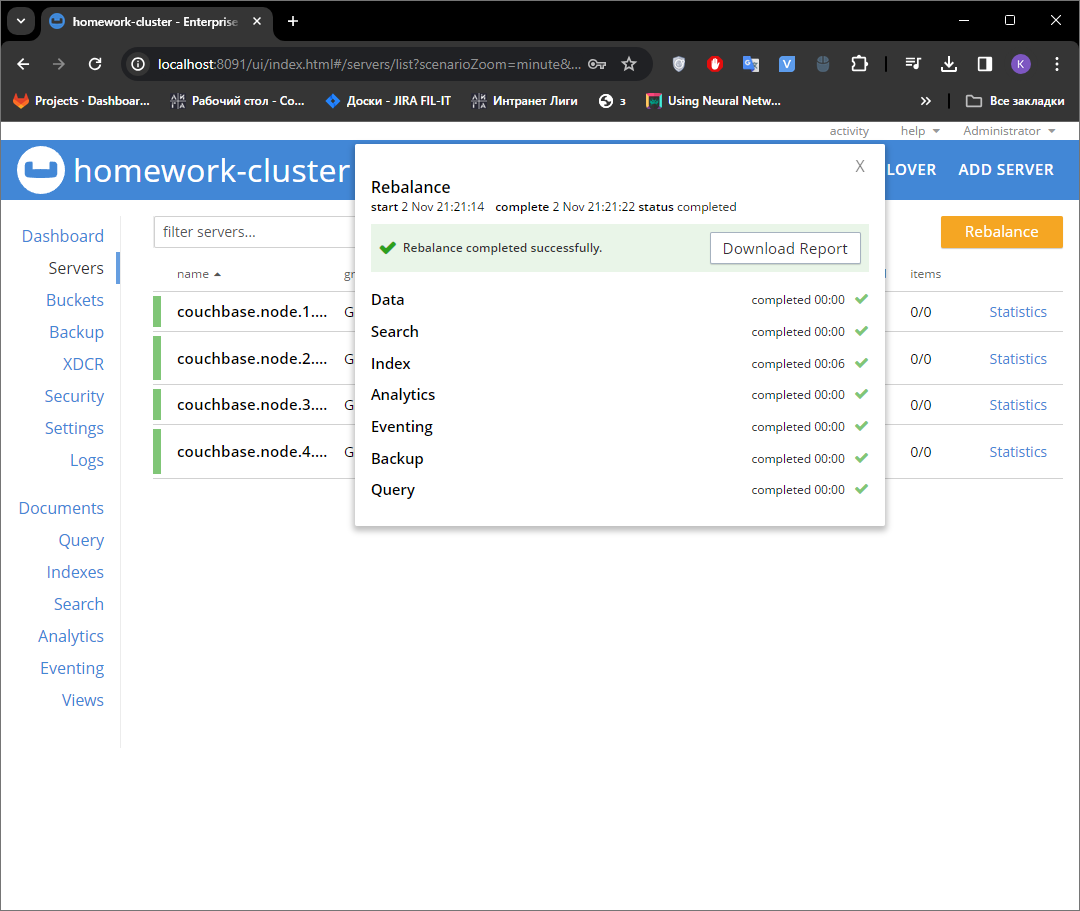 homework-cluster - Enterprise
localhost:8091/ui/index.html#/servers/list?scenarioZoom=minute&...
Projects · Dashboar...
Рабочий стол - Co...
Доски - JIRA FIL-IT
Интранет Лиги
з
Using Neural Netw...
Все закладки
activity
help
Administrator
homework-cluster
LOVER
ADD SERVER
Dashboard
Servers
Buckets
Backup
XDCR
Security
Settings
Logs
Documents
Query
Indexes
Search
Analytics
Eventing
Views
filter servers...
Rebalance
name
gr
items
couchbase.node.1....
G
0/0
Statistics
couchbase.node.2....
G
0/0
Statistics
couchbase.node.3....
G
0/0
Statistics
couchbase.node.4....
G
0/0
Statistics
X
Rebalance
start 2 Nov 21:21:14 complete 2 Nov 21:21:22 status completed
Rebalance completed successfully.
Download Report
Data completed 00:00
Search completed 00:00
Index completed 00:06
Analytics completed 00:00
Eventing completed 00:00
Backup completed 00:00
Query completed 00:00